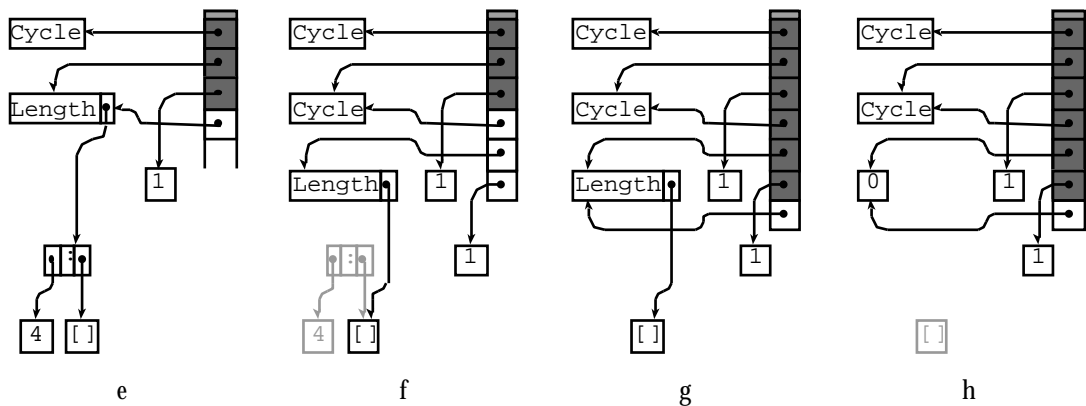 Cycle Cycle Cycle Cycle
Length Cycle Cycle Cycle
1 Length 1 Length 1 0 1
: : 1 1 1
4 [] 4 [] [] []
e f g h